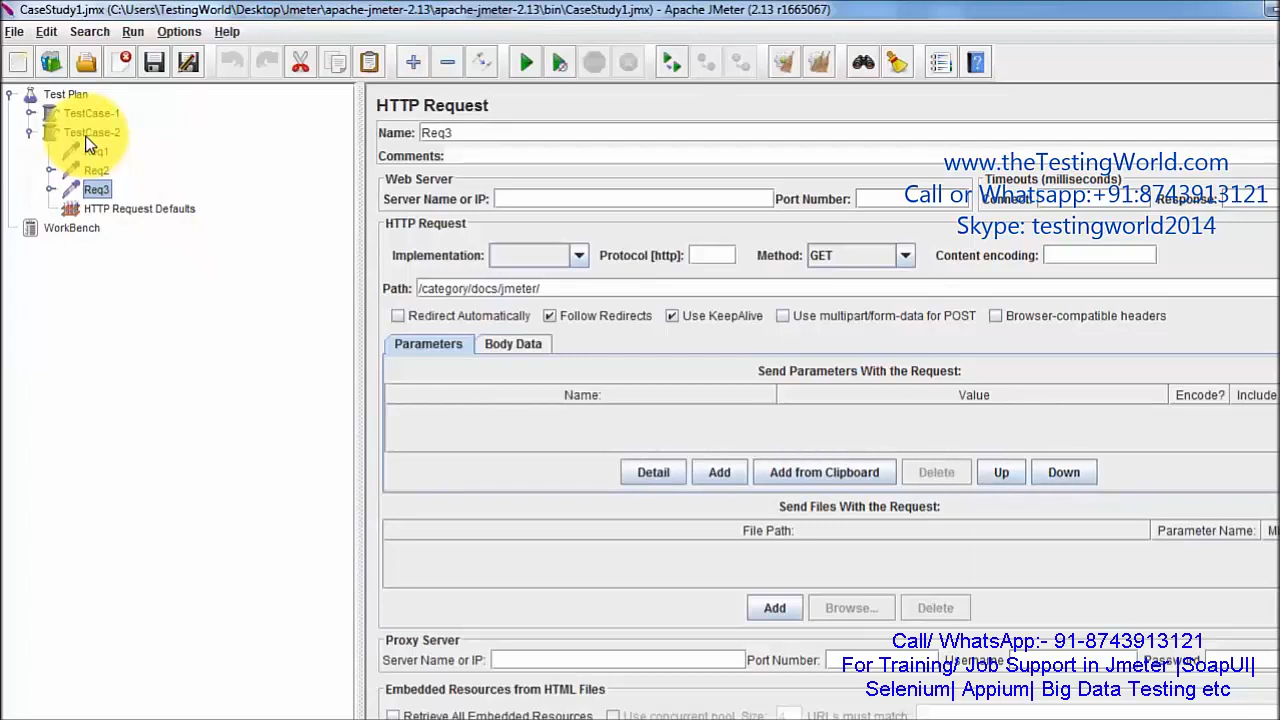 CaseStudy1.jmx (C:\Users\TestingWorld\Desktop\Jmeter\apache-jmeter-2.13\apache-jmeter-2.13\bin\CaseStudy1.jmx) - Apache JMeter (2.13 r1665067)
File Edit Search Run Options Help
Test Plan
TestCase-1
TestCase-2
Req1
Req2
Req3
HTTP Request Defaults
WorkBench
HTTP Request
Name: Req3
Comments:
www.theTestingWorld.com
Web Server Timeouts (milliseconds)
Call or Whatsapp:+91:8743913121
Server Name or IP: Port Number: Connect: Response:
Skype: testingworld2014
HTTP Request
Implementation: Protocol [http]: Method: GET Content encoding:
Path: /category/docs/jmeter/
Redirect Automatically Follow Redirects Use KeepAlive Use multipart/form-data for POST Browser-compatible headers
Parameters Body Data
Send Parameters With the Request:
Name: Value Encode? Include
Detail Add Add from Clipboard Delete Up Down
Send Files With the Request:
File Path: Parameter Name: MI
Add Browse... Delete
Proxy Server
Call/ WhatsApp:- 91-8743913121
Server Name or IP: Port Number: Username Password
For Training/ Job Support in Jmeter |SoapUI|
Selenium| Appium| Big Data Testing etc
Embedded Resources from HTML Files
Retrieve All Embedded Resources Use concurrent pool. Size: 4 URLs must match